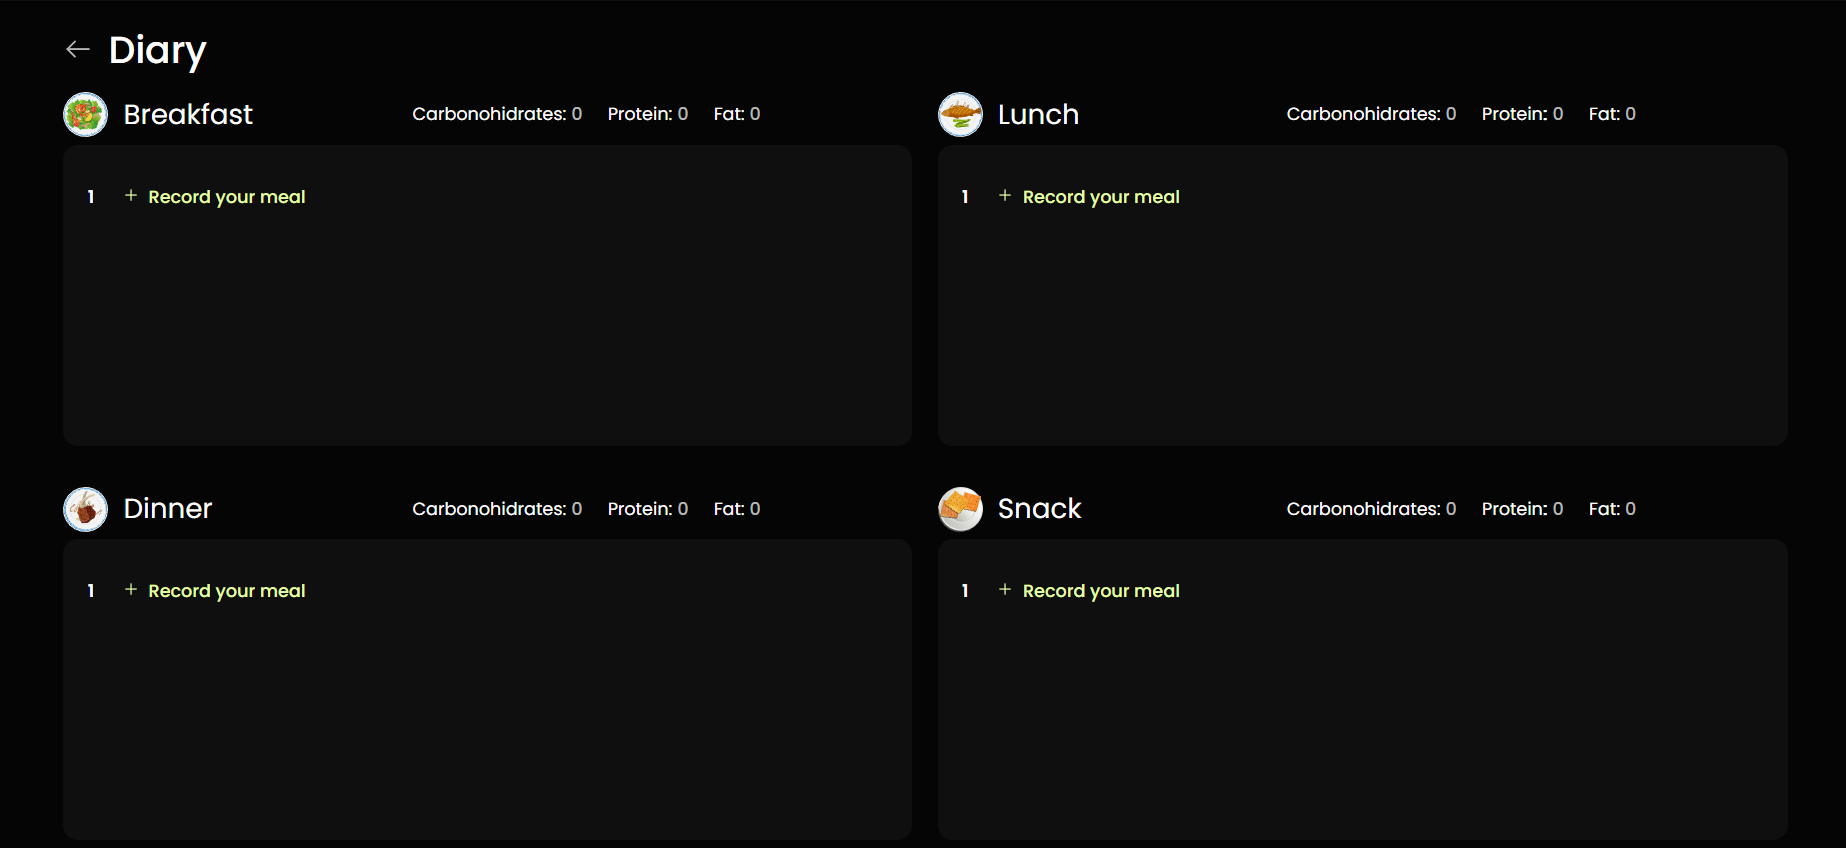 Diary
Breakfast Carbonohidrates: 0 Protein: 0 Fat: 0
1 + Record your meal
Lunch Carbonohidrates: 0 Protein: 0 Fat: 0
1 + Record your meal
Dinner Carbonohidrates: 0 Protein: 0 Fat: 0
1 + Record your meal
Snack Carbonohidrates: 0 Protein: 0 Fat: 0
1 + Record your meal